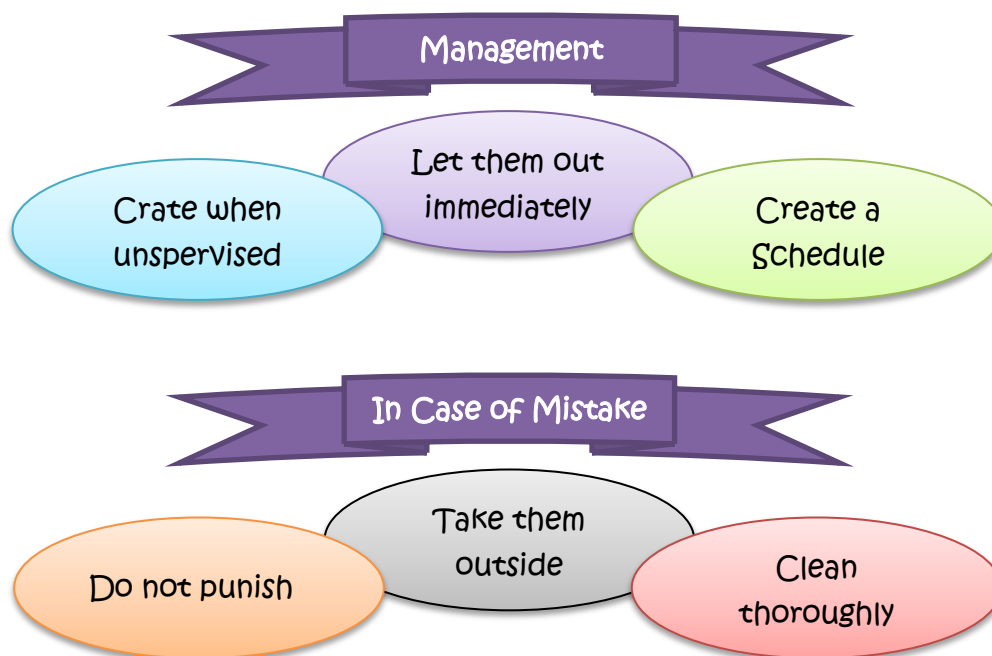 Management
Let them out
immediately
Crate when
unspervised
Create a
Schedule
In Case of Mistake
Take them
outside
Do not punish
Clean
thoroughly